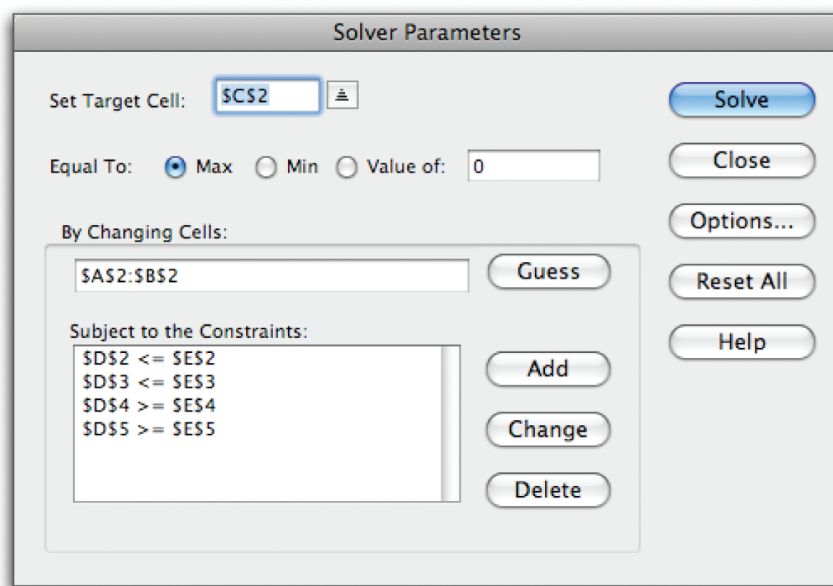 Solver Parameters
Set Target Cell: $C$2
Solve
Equal To: Max Min Value of: 0
Close
By Changing Cells:
Options...
$A$2:$B$2
Guess
Reset All
Subject to the Constraints:
Help
$D$2 <= $E$2
$D$3 <= $E$3
$D$4 >= $E$4
$D$5 >= $E$5
Add
Change
Delete